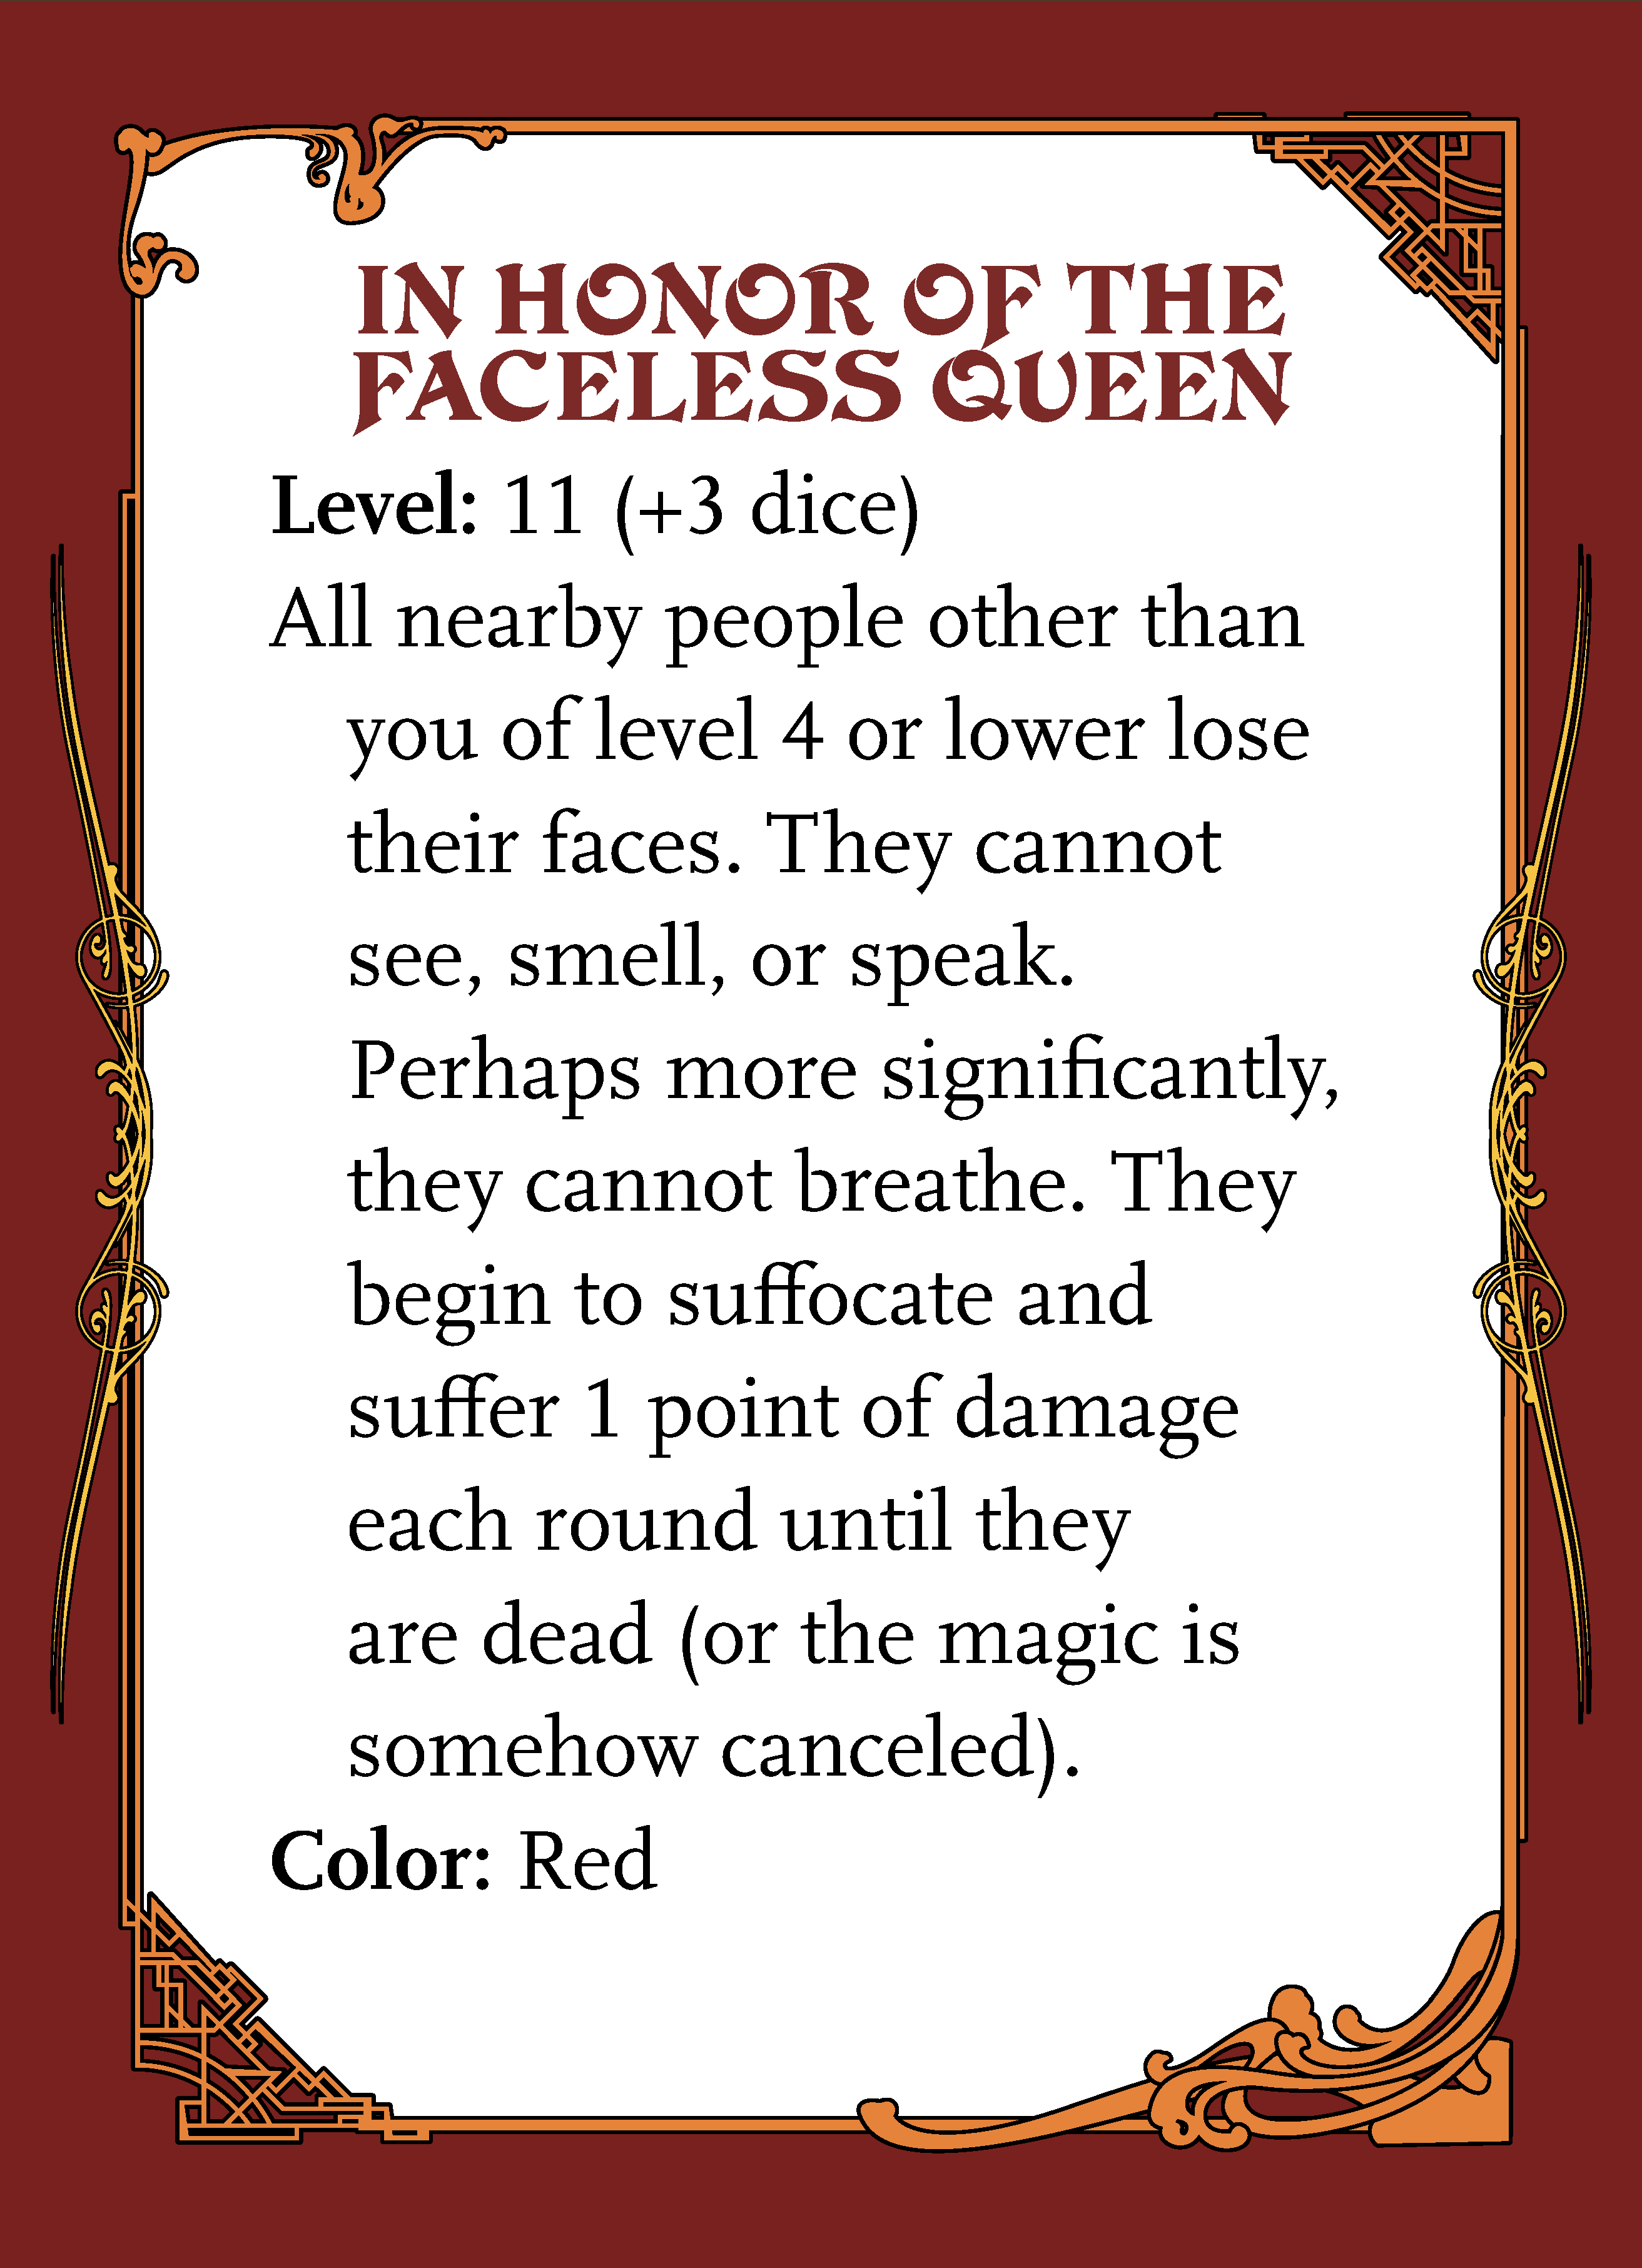 IN HONOR OF THE
FACELESS QUEEN
Level: 11 (+3 dice)
All nearby people other than
you of level 4 or lower lose
their faces. They cannot
see, smell, or speak.
Perhaps more significantly,
they cannot breathe. They
begin to suffocate and
suffer 1 point of damage
each round until they
are dead (or the magic is
somehow canceled).
Color: Red